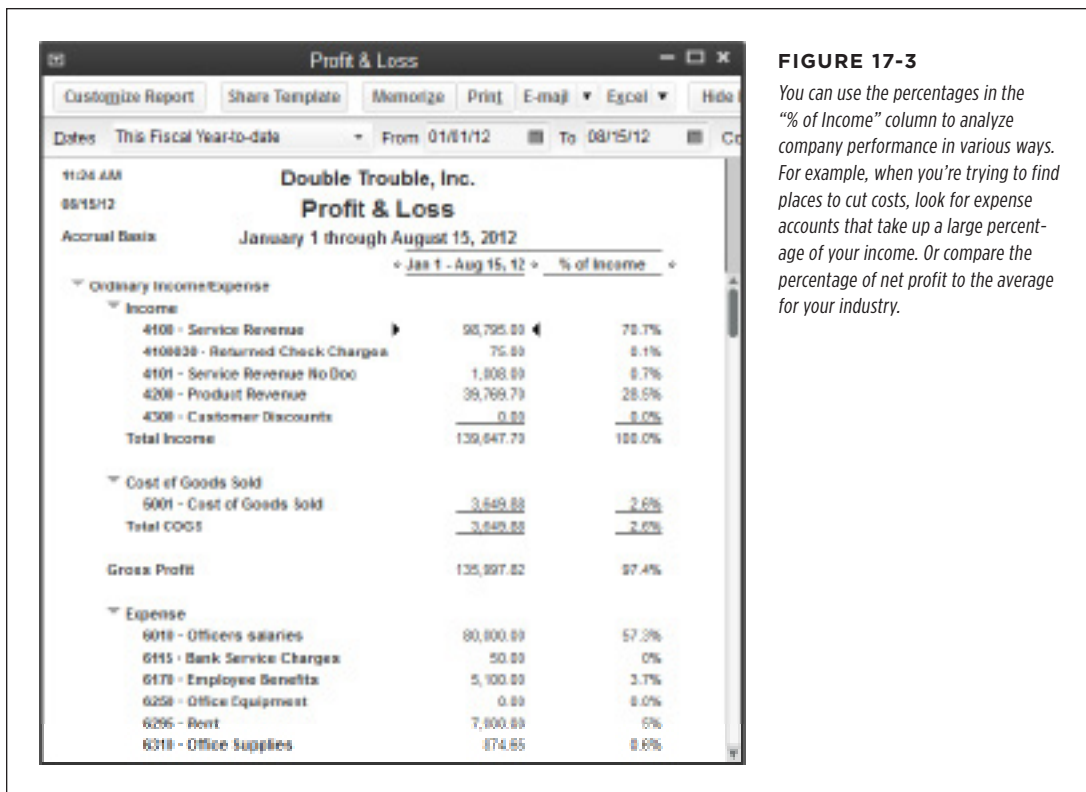 Profit & Loss
Customize Report Share Template Memorize Print E-mail Excel Hide
Dates This Fiscal Year-to-date From 01/01/12 To 08/15/12 Co
11:24 AM
08/15/12
Accrual Basis
Double Trouble, Inc.
Profit & Loss
January 1 through August 15, 2012
Jan 1 - Aug 15, 12 % of Income
Ordinary Income/Expense
Income
4100 · Service Revenue 98,795.00 70.7%
4100030 · Returned Check Charges 75.00 0.1%
4101 · Service Revenue No Doc 1,008.00 0.7%
4200 · Product Revenue 39,769.70 28.5%
4300 · Customer Discounts 0.00 0.0%
Total Income 139,647.70 100.0%
Cost of Goods Sold
5001 · Cost of Goods Sold 3,649.88 2.6%
Total COGS 3,649.88 2.6%
Gross Profit 135,997.82 97.4%
Expense
6010 · Officers salaries 80,000.00 57.3%
6115 · Bank Service Charges 50.00 0%
6170 · Employee Benefits 5,100.00 3.7%
6250 · Office Equipment 0.00 0.0%
6295 · Rent 7,000.00 5%
6310 · Office Supplies 874.65 0.6%
FIGURE 17-3
You can use the percentages in the
“% of Income” column to analyze
company performance in various ways.
For example, when you’re trying to find
places to cut costs, look for expense
accounts that take up a large percent-
age of your income. Or compare the
percentage of net profit to the average
for your industry.